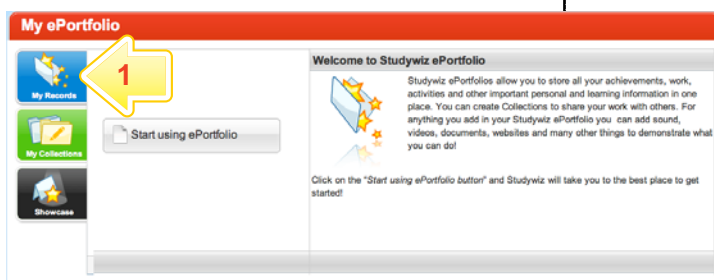 My ePortfolio
My Records
1
My Collections
Showcase
Start using ePortfolio
Welcome to Studywiz ePortfolio
Studywiz ePortfolios allow you to store all your achievements, work,
activities and other important personal and learning information in one
place. You can create Collections to share your work with others. For
anything you add in your Studywiz ePortfolio you can add sound,
videos, documents, websites and many other things to demonstrate what
you can do!
Click on the "Start using ePortfolio button" and Studywiz will take you to the best place to get
started!